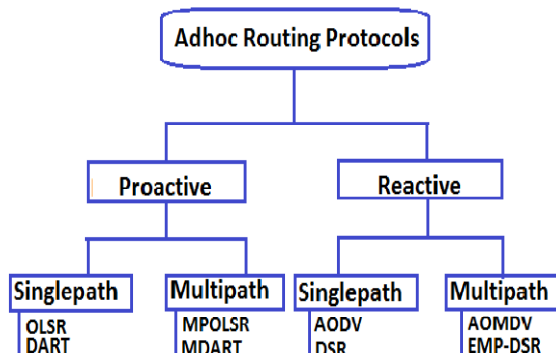 Adhoc Routing Protocols
Proactive
Reactive
Singlepath
Multipath
Singlepath
Multipath
OLSR
DART
MPOLSR
MDART
AODV
DSR
AOMDV
EMP-DSR